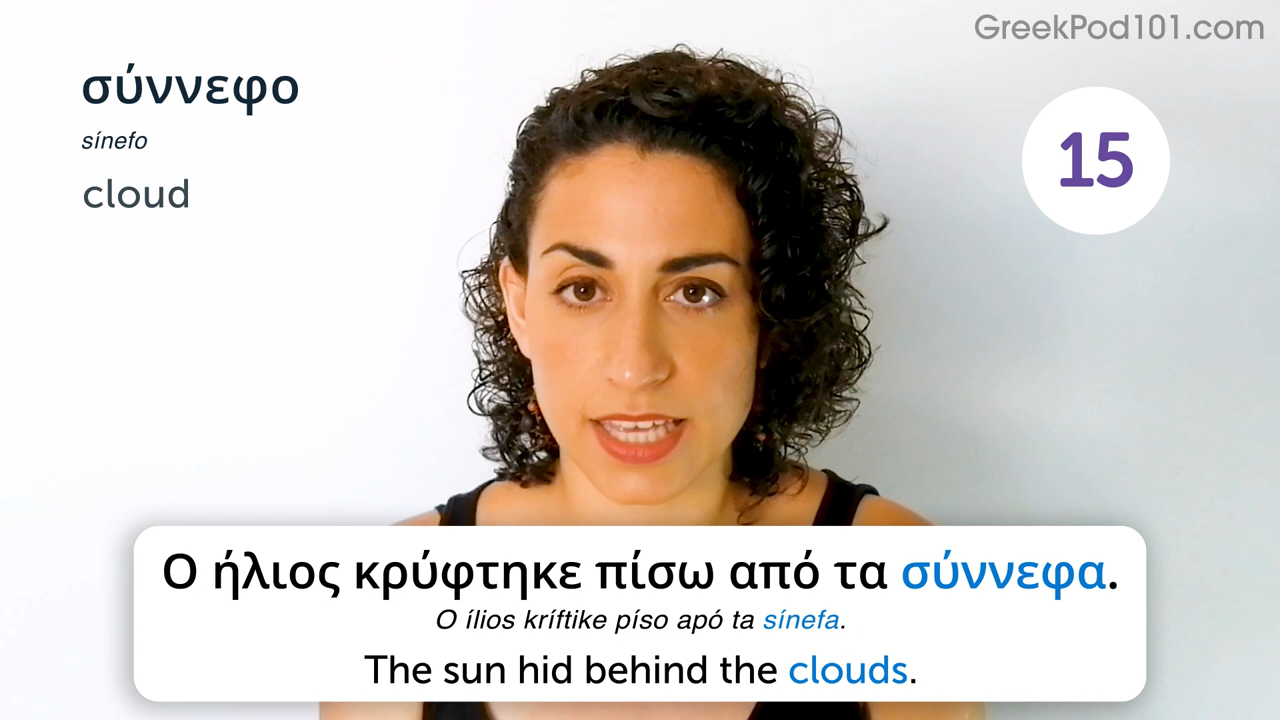 GreekPod101.com
σύννεφο
sínefo
cloud
15
Ο ήλιος κρύφτηκε πίσω από τα σύννεφα.
O ílios kríftike píso apó ta sínefa.
The sun hid behind the clouds.